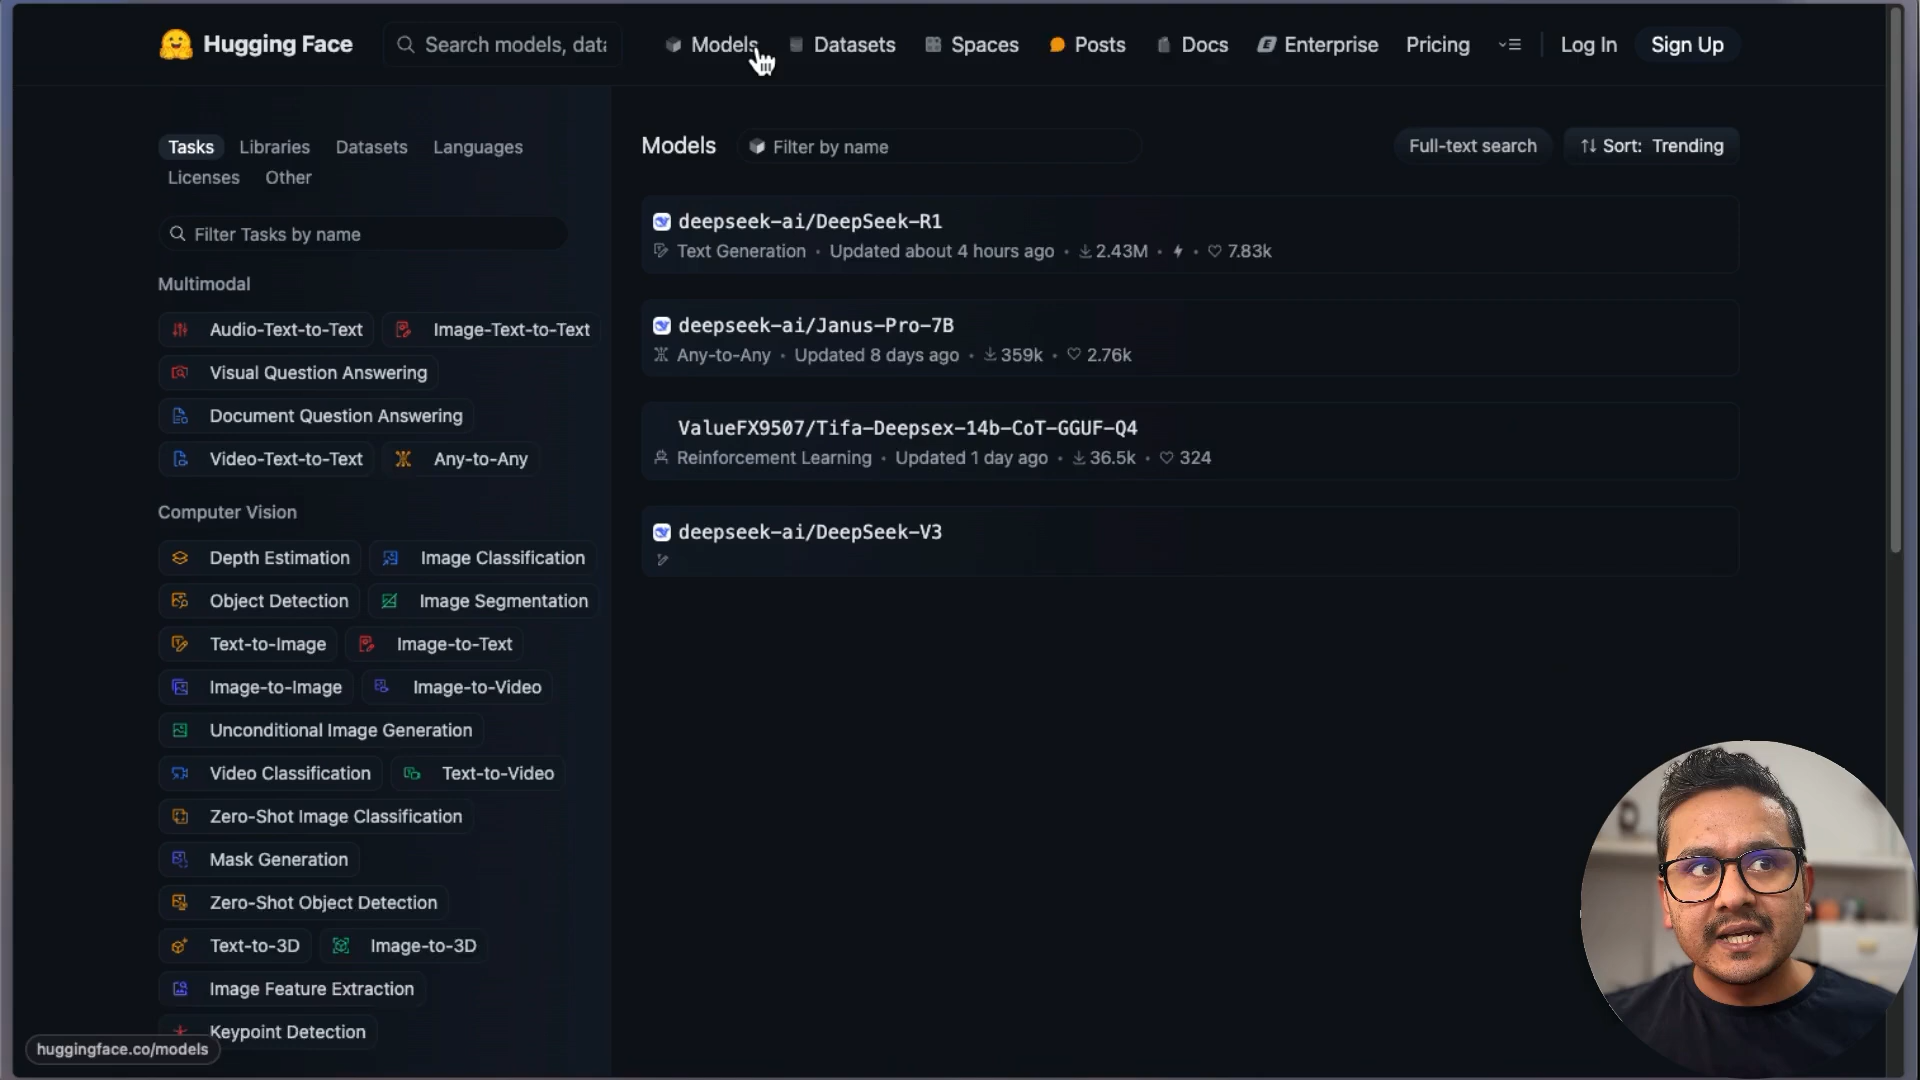 Hugging Face
Search models, data
Models
Datasets
Spaces
Posts
Docs
Enterprise
Pricing
Log In
Sign Up
Tasks Libraries Datasets Languages
Licenses Other
Filter Tasks by name
Multimodal
Audio-Text-to-Text Image-Text-to-Text
Visual Question Answering
Document Question Answering
Video-Text-to-Text Any-to-Any
Computer Vision
Depth Estimation Image Classification
Object Detection Image Segmentation
Text-to-Image Image-to-Text
Image-to-Image Image-to-Video
Unconditional Image Generation
Video Classification Text-to-Video
Zero-Shot Image Classification
Mask Generation
Zero-Shot Object Detection
Text-to-3D Image-to-3D
Image Feature Extraction
Keypoint Detection
huggingface.co/models
Models Filter by name Full-text search Sort: Trending
deepseek-ai/DeepSeek-R1
Text Generation • Updated about 4 hours ago • 2.43M • • 7.83k
deepseek-ai/Janus-Pro-7B
Any-to-Any • Updated 8 days ago • 359k • 2.76k
ValueFX9507/Tifa-Deepsex-14b-CoT-GGUF-Q4
Reinforcement Learning • Updated 1 day ago • 36.5k • 324
deepseek-ai/DeepSeek-V3